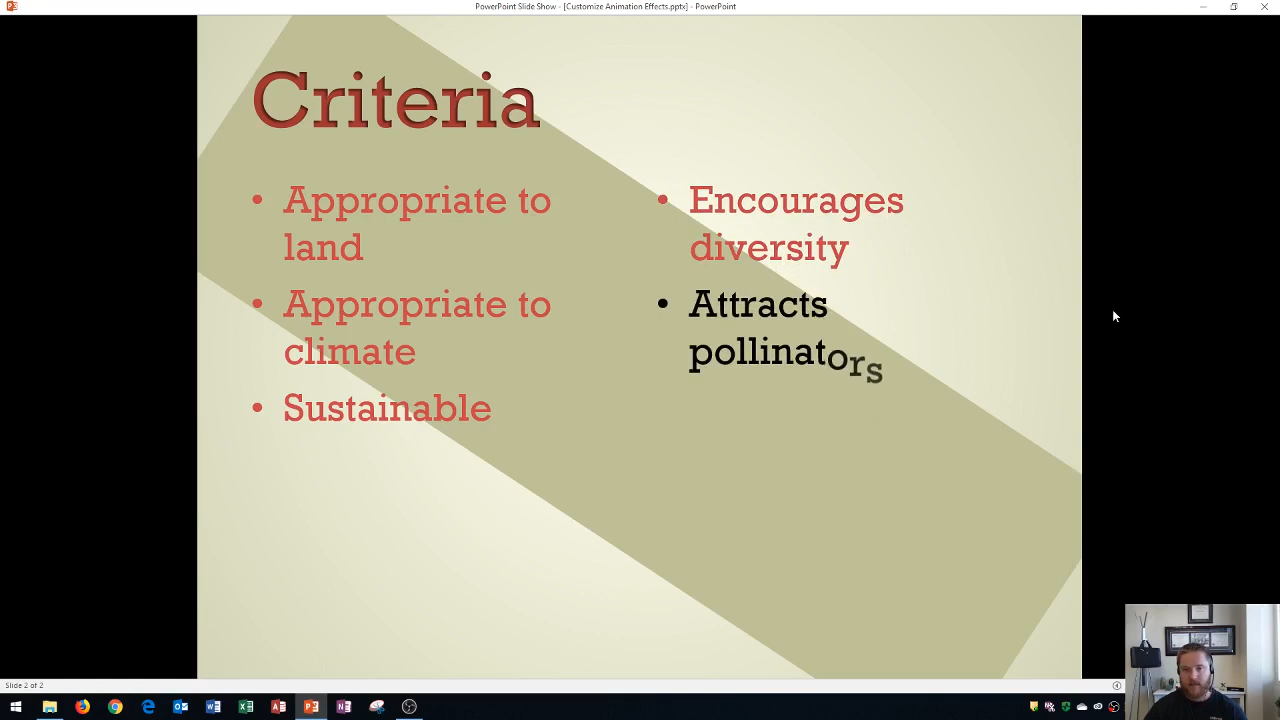 PowerPoint Slide Show - [Customize Animation Effects.pptx] - PowerPoint
Criteria
• Appropriate to
land
• Appropriate to
climate
• Sustainable
• Encourages
diversity
• Attracts
pollinators
Slide 2 of 2